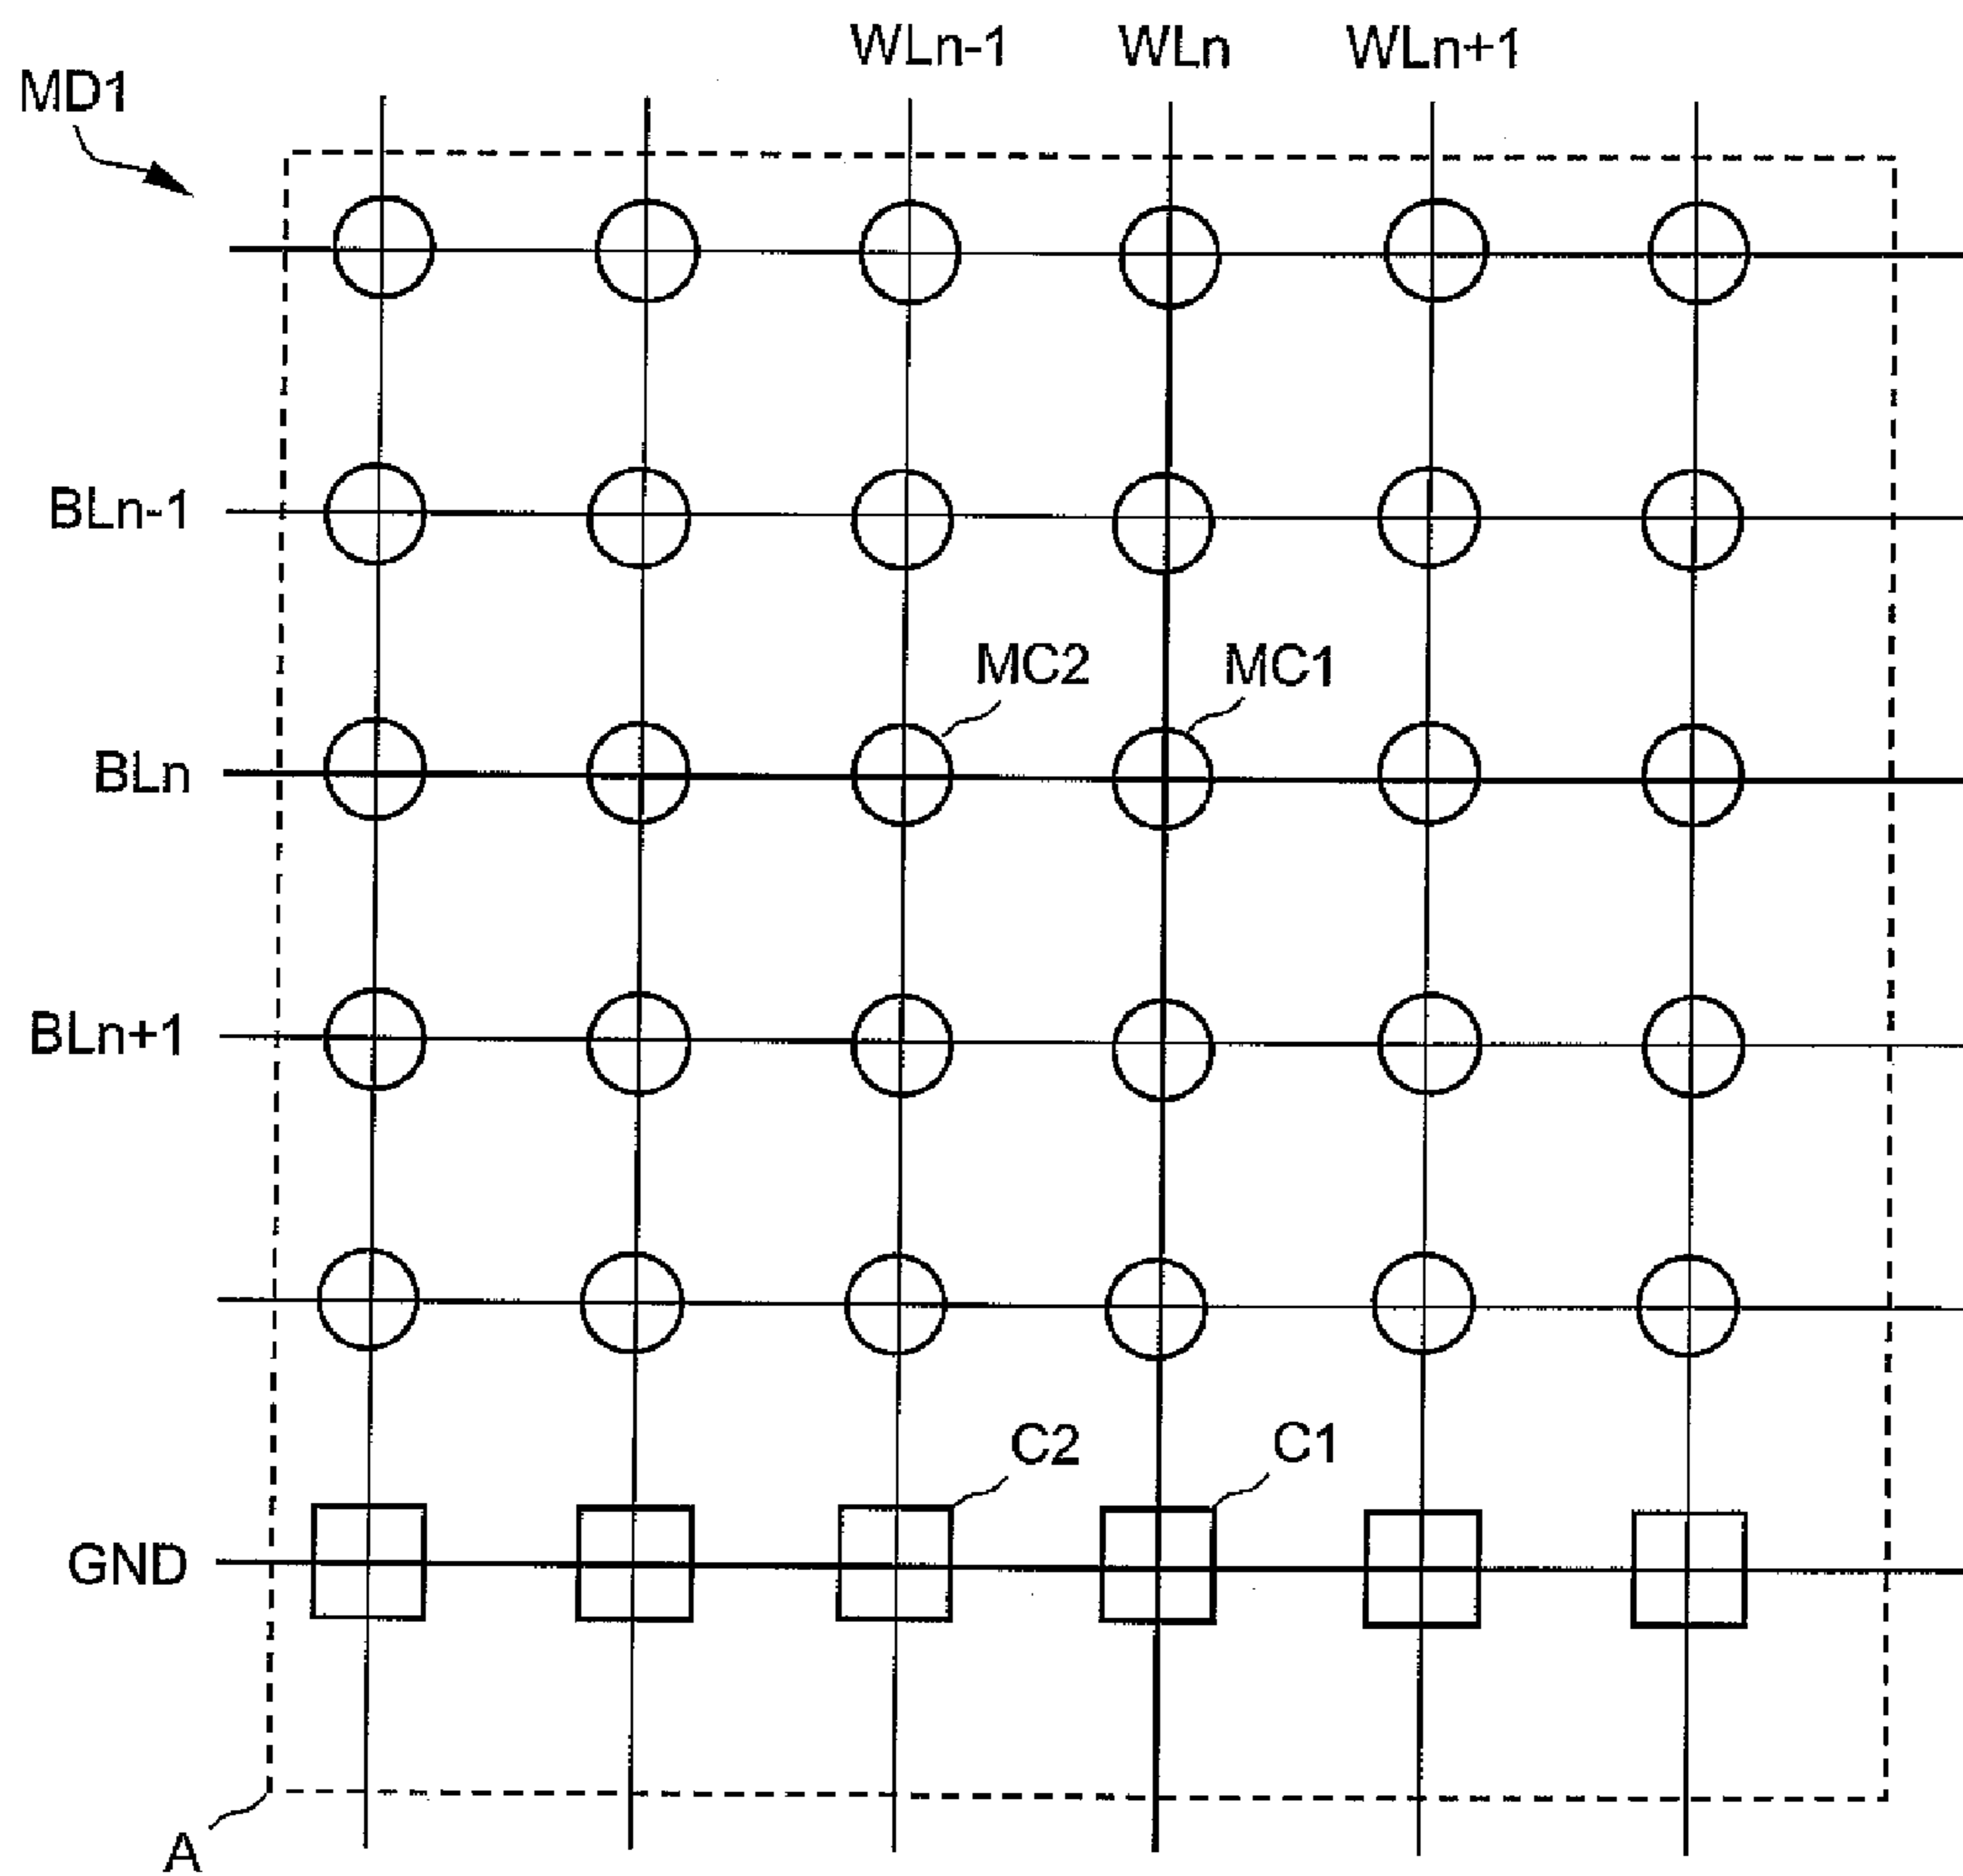 WLn-1 WLn WLn+1
MD1
BLn-1
MC2 MC1
BLn
BLn+1
C2 C1
GND
A